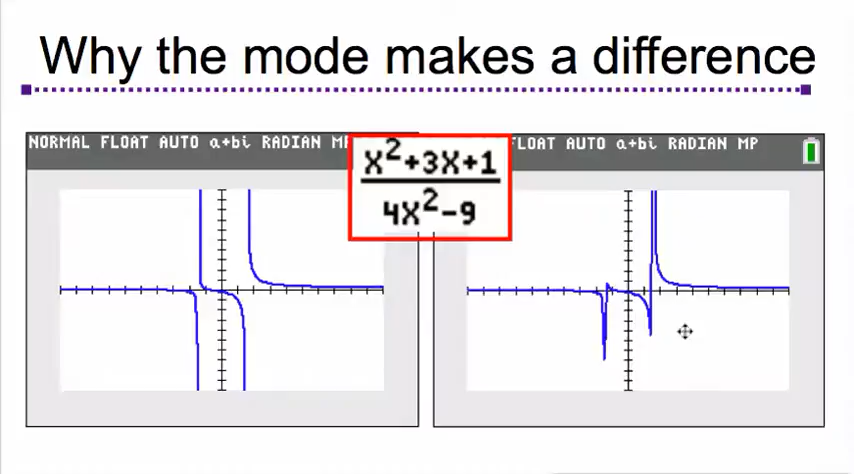 Why the mode makes a difference
NORMAL FLOAT AUTO a+bi RADIAN MP
X²+3X+1
4X²-9
FLOAT AUTO a+bi RADIAN MP